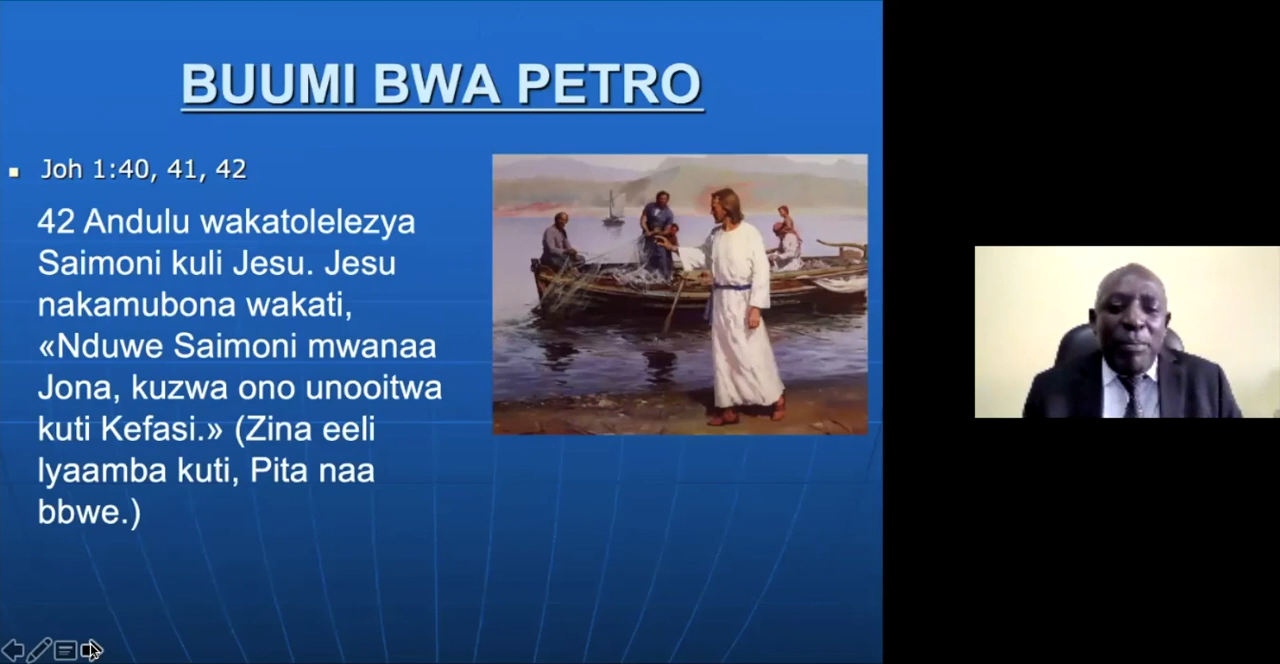 BUUMI BWA PETRO
Joh 1:40, 41, 42
42 Andulu wakatolelezya
Saimoni kuli Jesu. Jesu
nakamubona wakati,
«Nduwe Saimoni mwanaa
Jona, kuzwa ono unooitwa
kuti Kefasi.» (Zina eeli
lyaamba kuti, Pita naa
bbwe.)